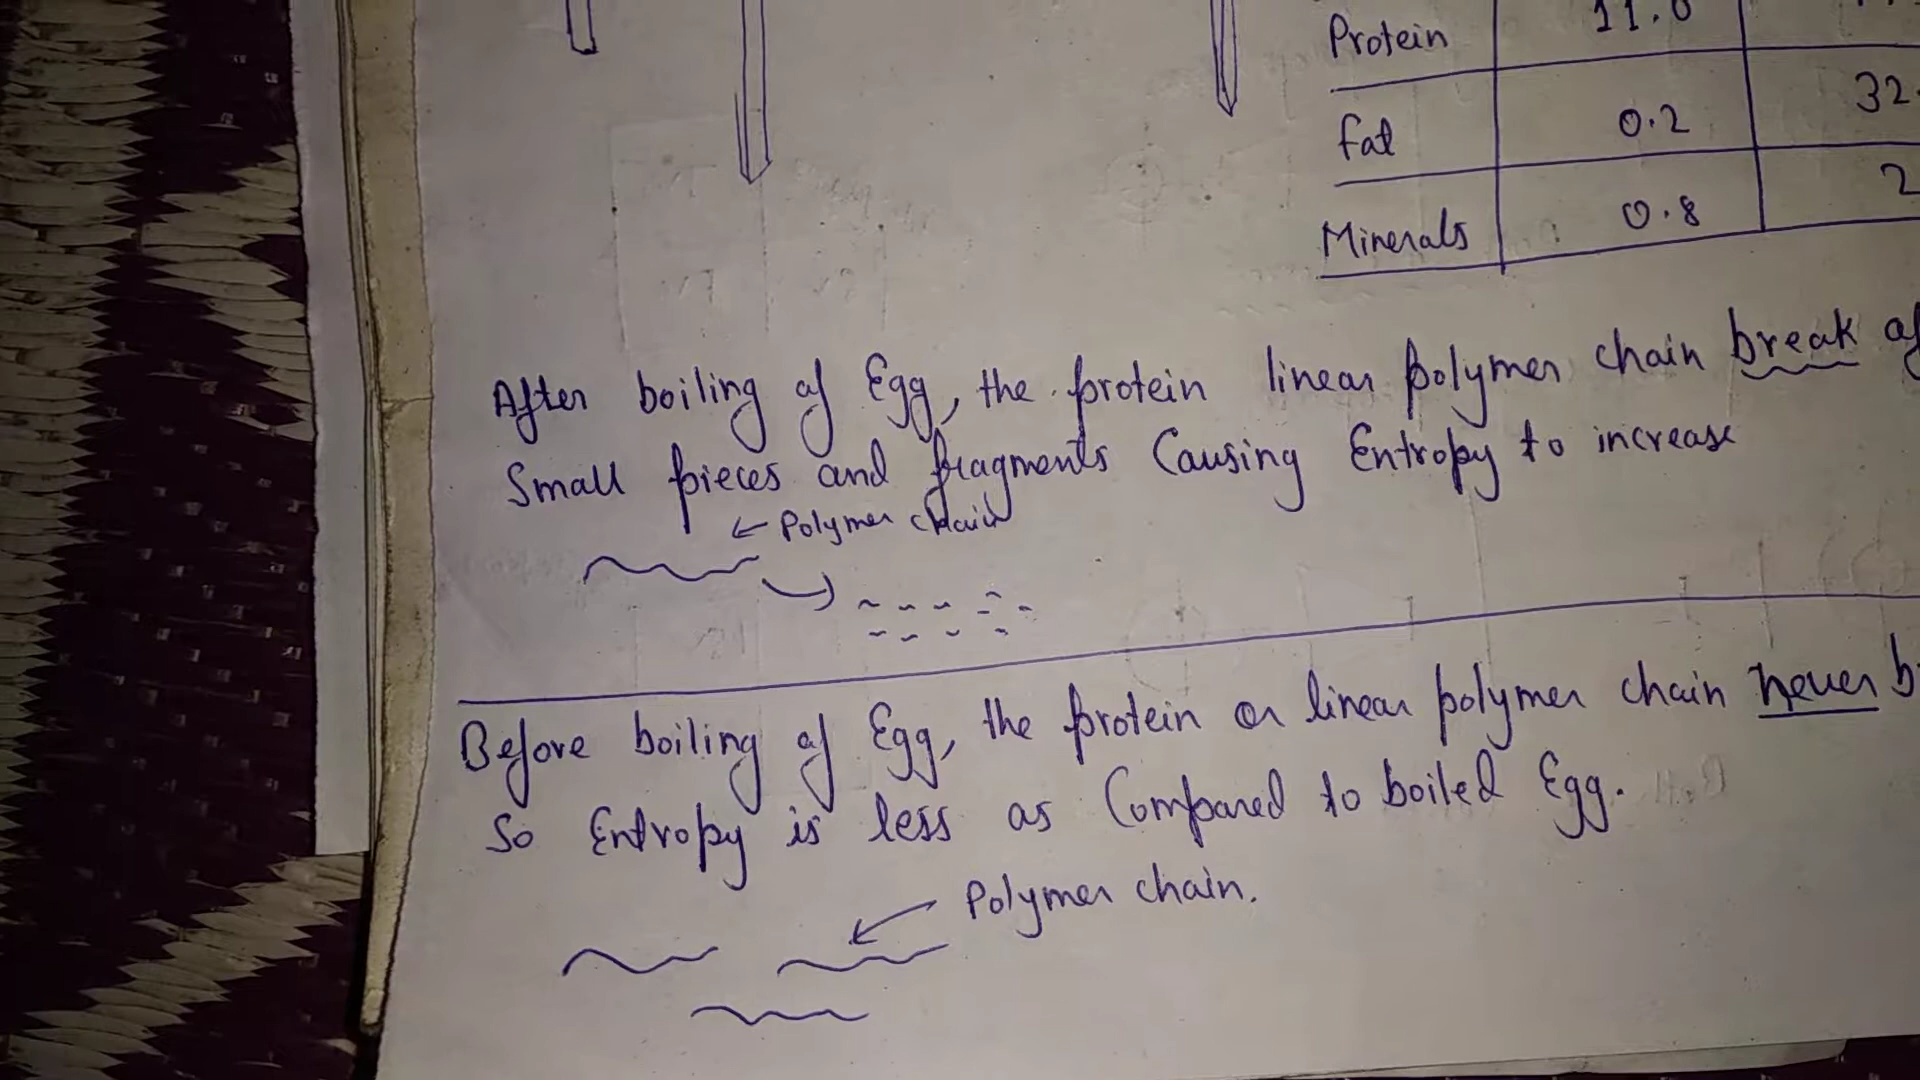 Protein 11.0
fat 0.2 32.
Minerals 0.8 2
After boiling of Egg, the protein linear polymer chain break
Small pieces and fragments Causing Entropy to increase
← Polymer chain
Before boiling of Egg, the protein or linear polymer chain never b
So Entropy is less as Compared to boiled Egg.
Polymer chain.